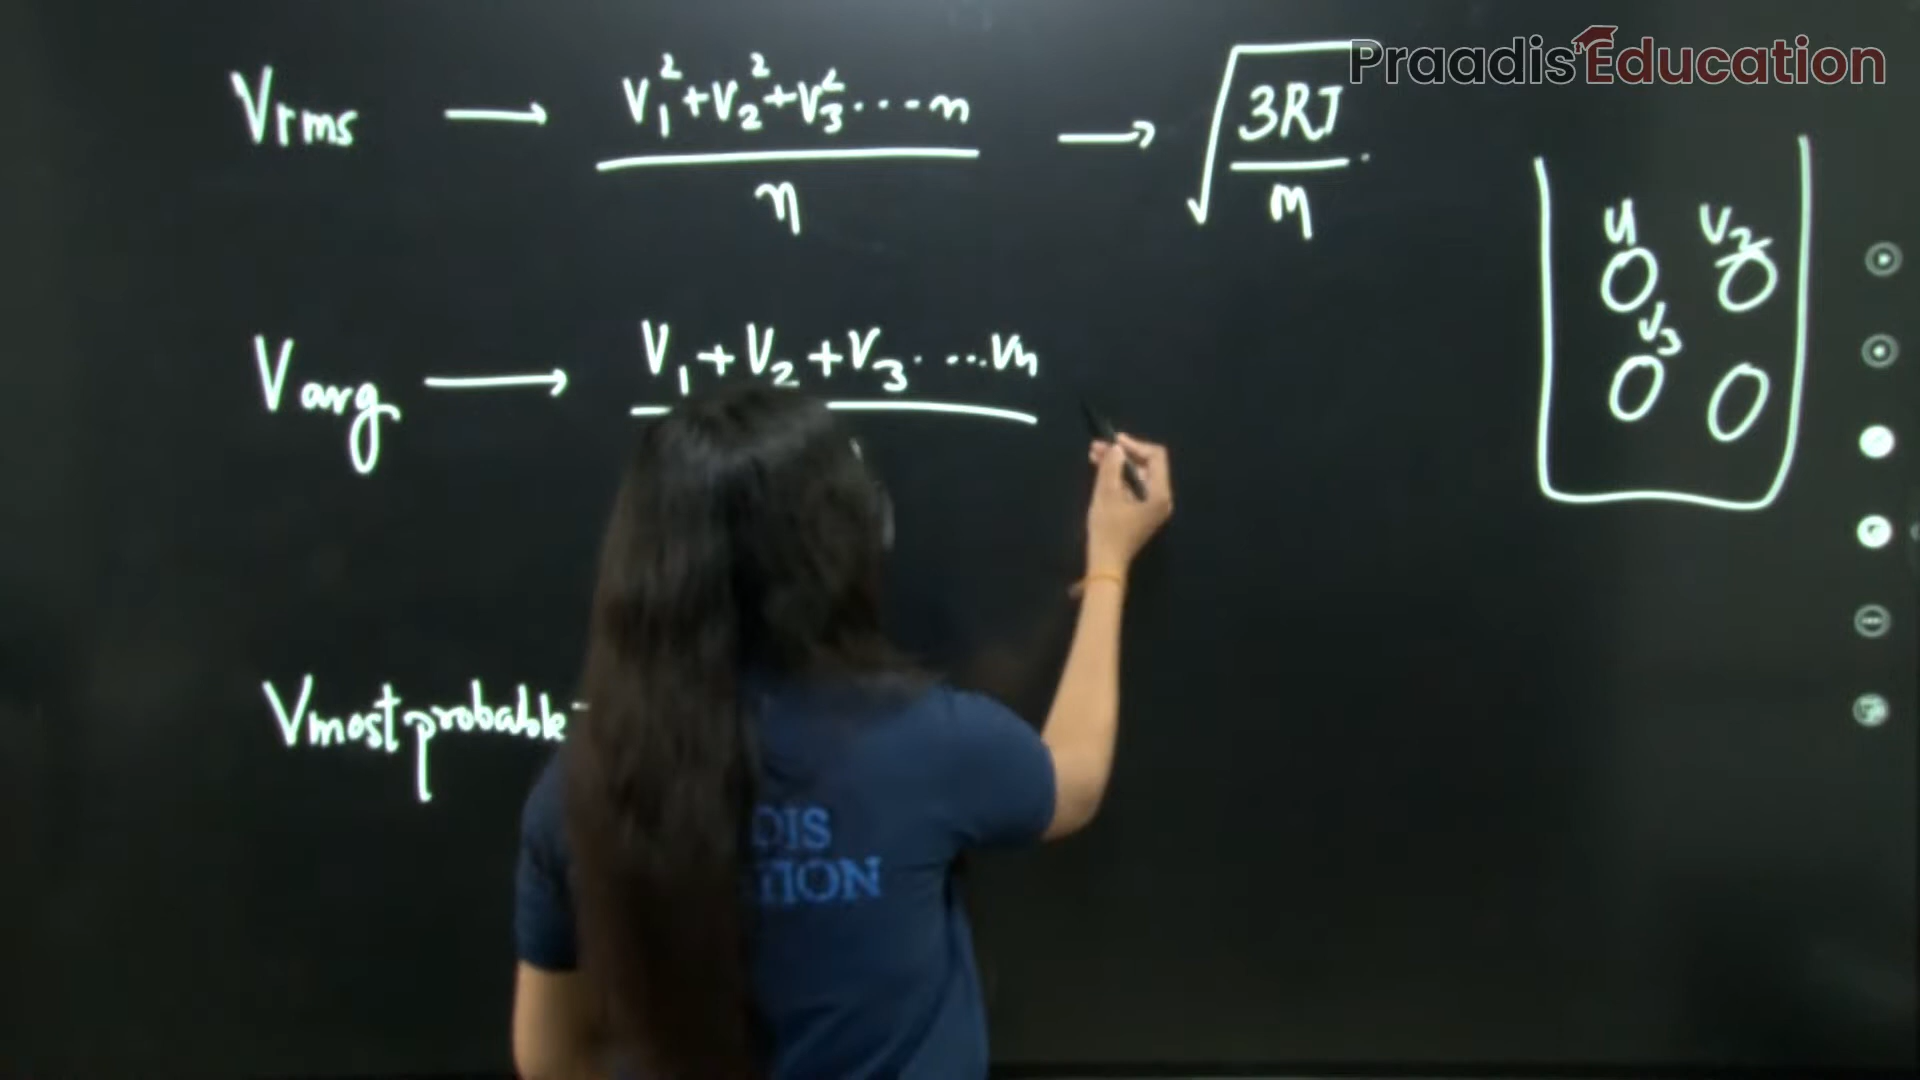 Praadis Education
Vrms → V₁²+V₂²+V₃²....n / n → √3RT / M
V₁ V₂
V₃
Vavg → V₁+V₂+V₃....Vn
Vmost probable
DIS
TION